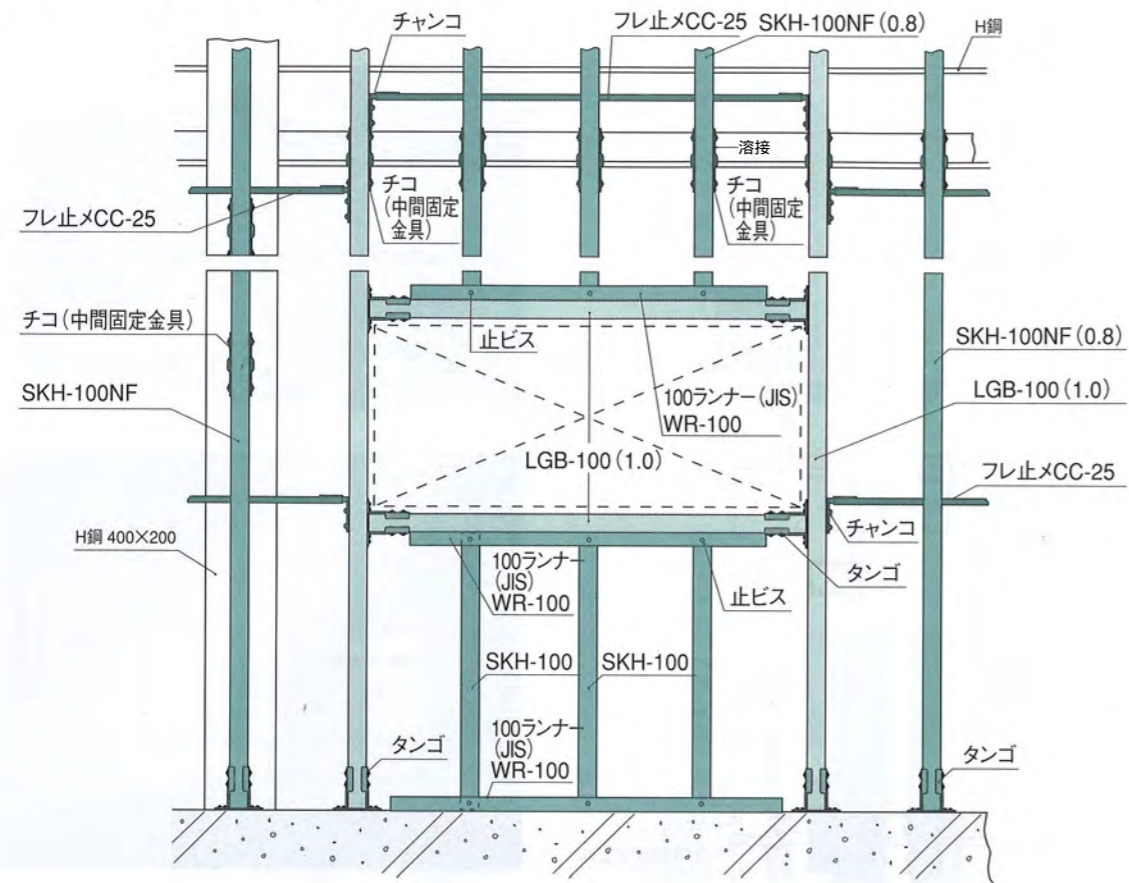 チャンコ
フレ止メCC-25
SKH-100NF(0.8)
H鋼
溶接
チコ
(中間固定
金具)
チコ
(中間固定
金具)
フレ止メCC-25
チコ(中間固定金具)
SKH-100NF
止ビス
100ランナー(JIS)
WR-100
SKH-100NF(0.8)
LGB-100(1.0)
LGB-100(1.0)
フレ止メCC-25
チャンコ
H鋼 400×200
タンゴ
100ランナー
(JIS)
WR-100
止ビス
SKH-100
SKH-100
100ランナー
(JIS)
WR-100
タンゴ
タンゴ